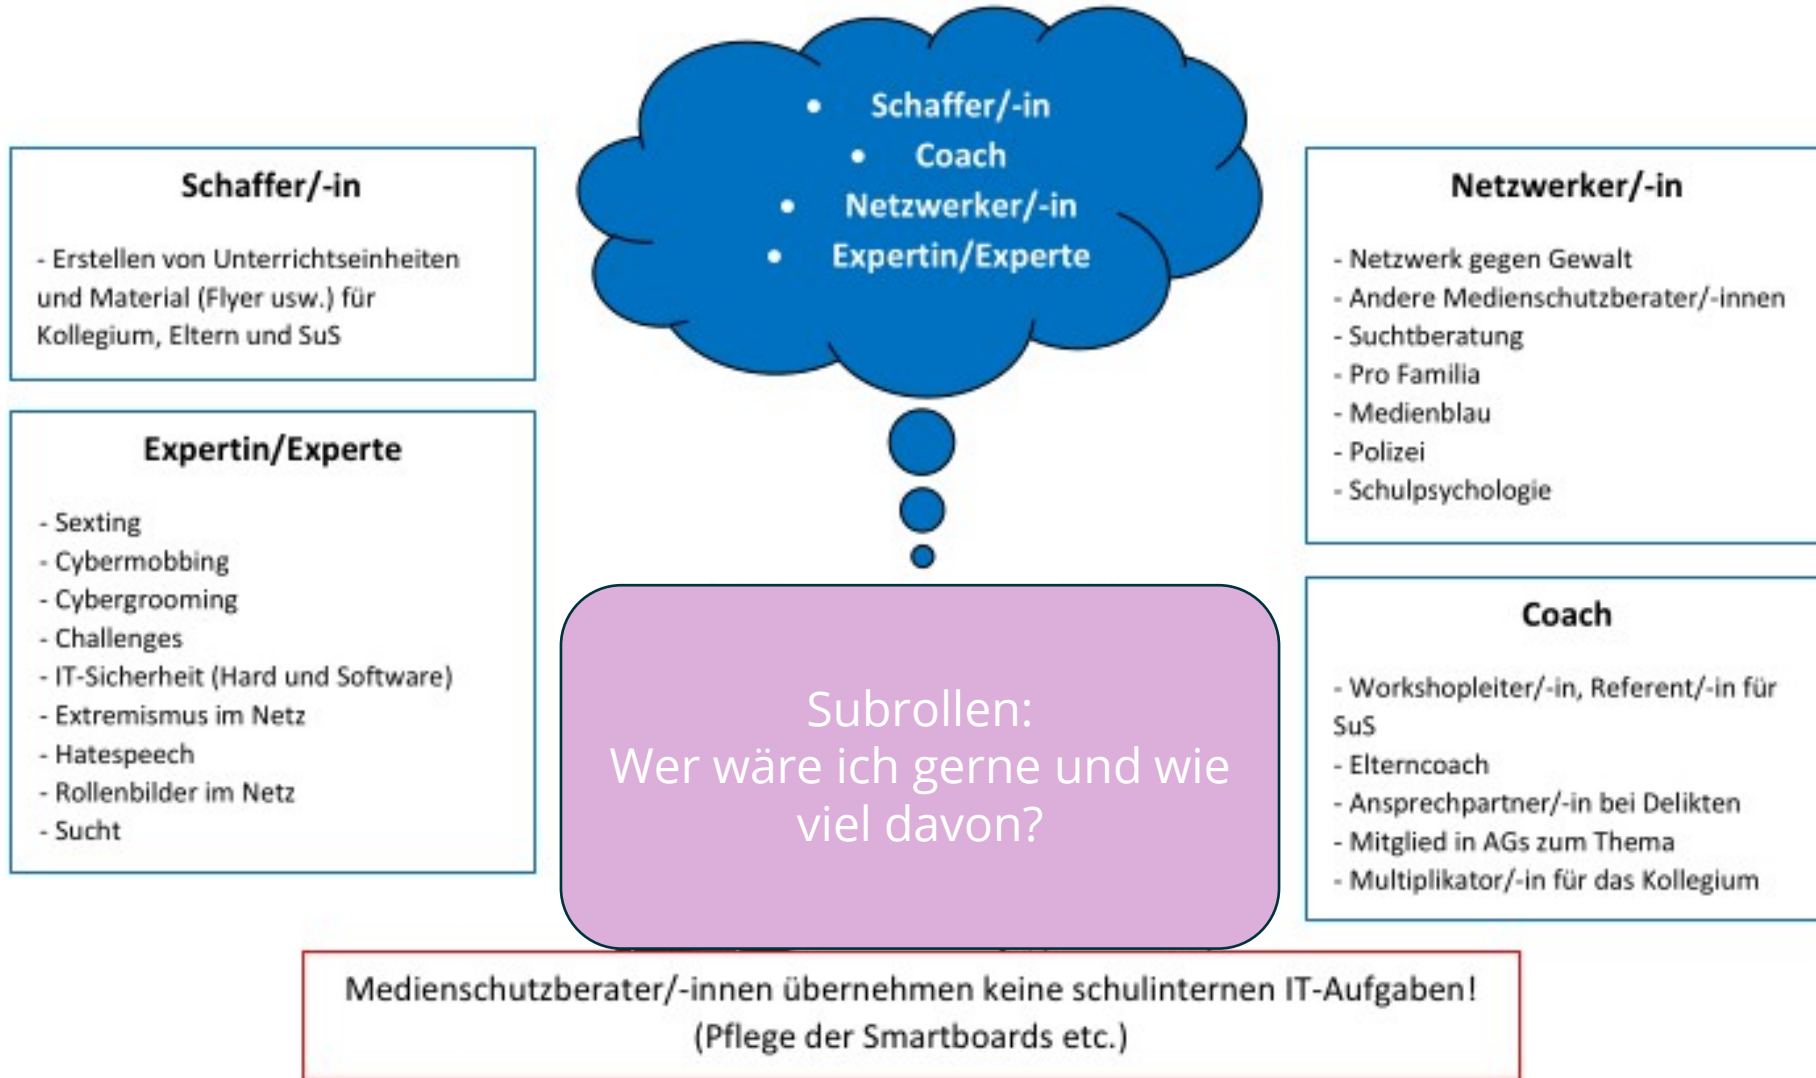 • Schaffer/-in
• Coach
• Netzwerker/-in
• Expertin/Experte
Schaffer/-in
- Erstellen von Unterrichtseinheiten
und Material (Flyer usw.) für
Kollegium, Eltern und SuS
Expertin/Experte
- Sexting
- Cybermobbing
- Cybergrooming
- Challenges
- IT-Sicherheit (Hard und Software)
- Extremismus im Netz
- Hatespeech
- Rollenbilder im Netz
- Sucht
Netzwerker/-in
- Netzwerk gegen Gewalt
- Andere Medienschutzberater/-innen
- Suchtberatung
- Pro Familia
- Medienblau
- Polizei
- Schulpsychologie
Coach
- Workshopleiter/-in, Referent/-in für
SuS
- Elterncoach
- Ansprechpartner/-in bei Delikten
- Mitglied in AGs zum Thema
- Multiplikator/-in für das Kollegium
Subrollen:
Wer wäre ich gerne und wie
viel davon?
Medienschutzberater/-innen übernehmen keine schulinternen IT-Aufgaben!
(Pflege der Smartboards etc.)